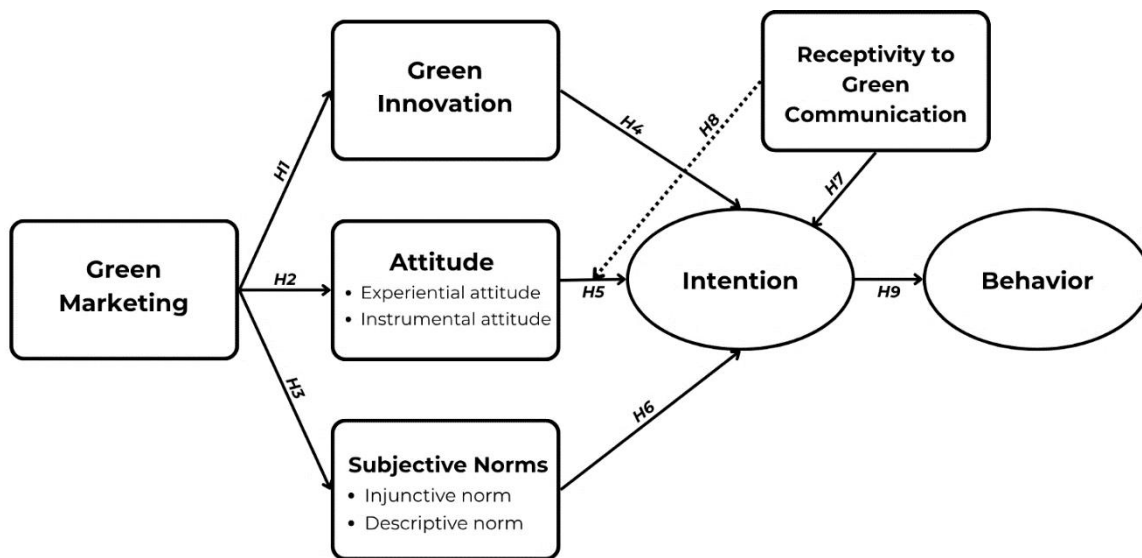 Green
Innovation
Receptivity to
Green
Communication
H1
H4
H8
H7
Green
Marketing
H2
Attitude
• Experiential attitude
• Instrumental attitude
H5
Intention
H9
Behavior
H3
H6
Subjective Norms
• Injunctive norm
• Descriptive norm